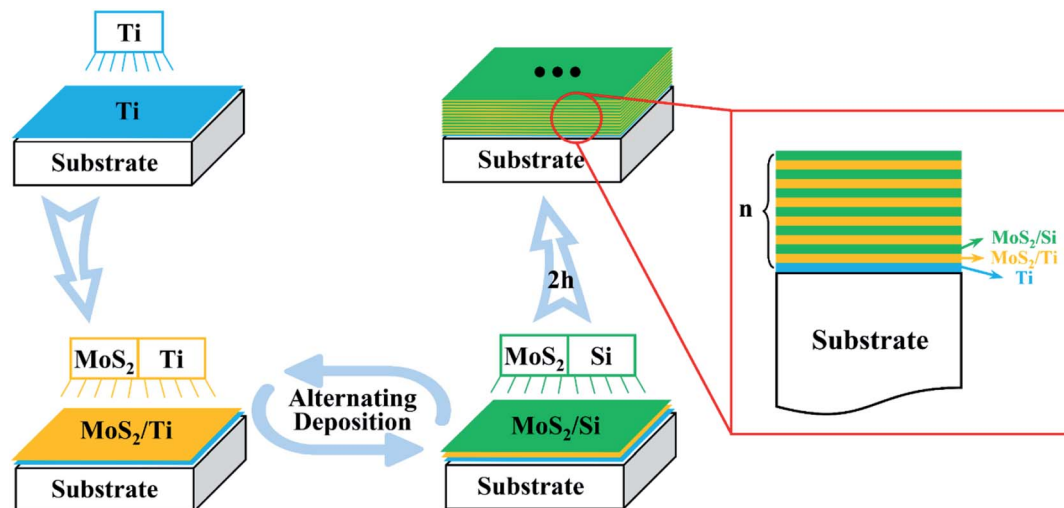 Ti
Ti
Substrate
MoS₂ Ti
MoS₂/Ti
Substrate
Alternating
Deposition
MoS₂ Si
MoS₂/Si
Substrate
2h
•••
Substrate
n
MoS₂/Si
MoS₂/Ti
Ti
Substrate